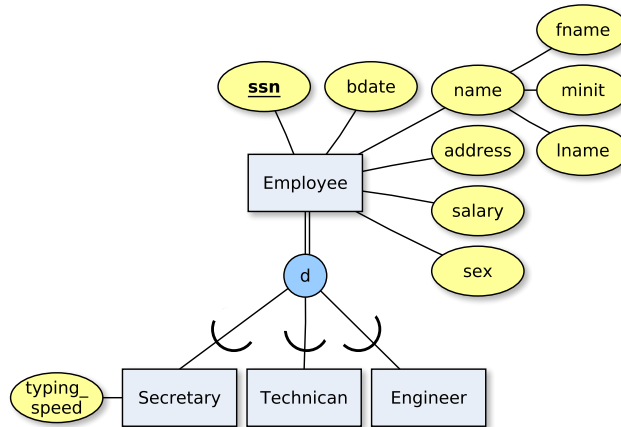 fname
ssn
bdate
name
minit
address
lname
Employee
salary
sex
d
typing_
speed
Secretary
Technican
Engineer